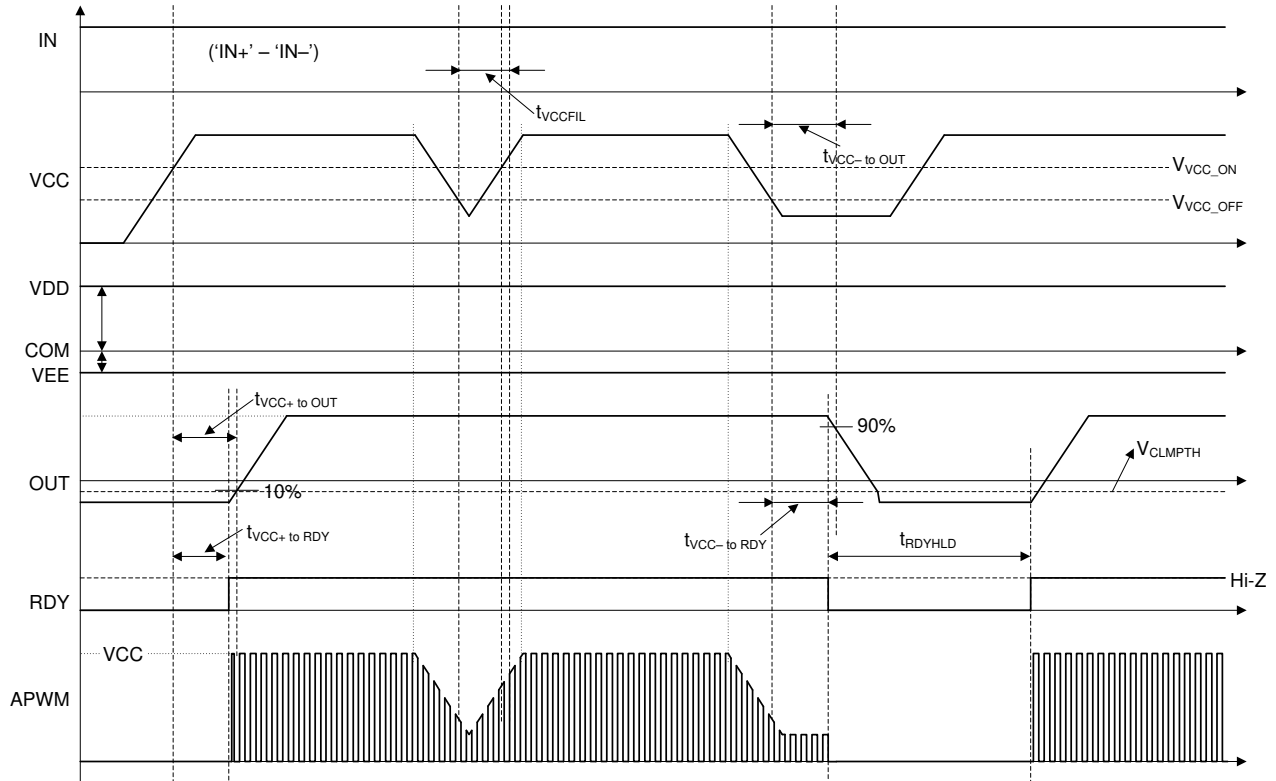 IN
(‘IN+’ – ‘IN–’)
tVCCFIL
tVCC– to OUT
VCC
VVCC_ON
VVCC_OFF
VDD
COM
VEE
tVCC+ to OUT
90%
VCLMPTH
OUT
10%
tVCC+ to RDY
tVCC– to RDY
tRDYHLD
RDY
Hi-Z
VCC
APWM